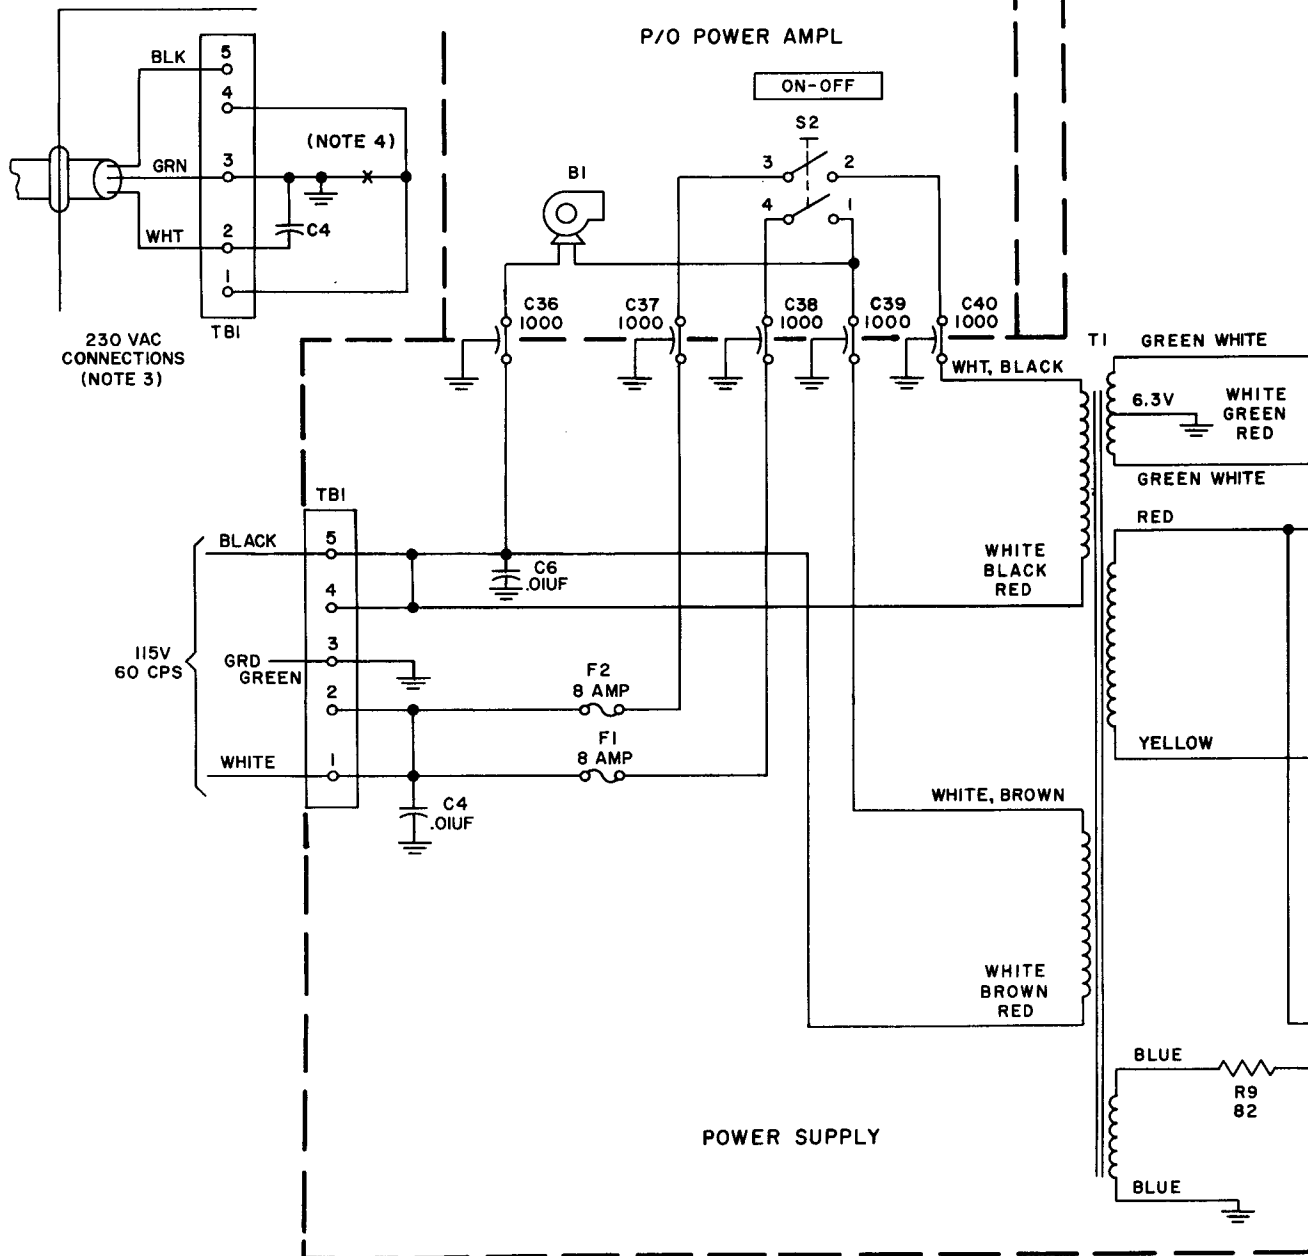 P/O POWER AMPL
ON-OFF
S2
3
2
4
1
B1
BLK
5
4
(NOTE 4)
GRN
3
X
C4
WHT
2
1
TB1
230 VAC
CONNECTIONS
(NOTE 3)
C36
1000
C37
1000
C38
1000
C39
1000
C40
1000
WHT, BLACK
T1
GREEN WHITE
6.3V
WHITE
GREEN
RED
GREEN WHITE
RED
YELLOW
TB1
115V
60 CPS
BLACK
5
4
GRD
GREEN
3
2
WHITE
1
C6
.01UF
WHITE
BLACK
RED
F2
8 AMP
F1
8 AMP
C4
.01UF
WHITE, BROWN
WHITE
BROWN
RED
BLUE
R9
82
BLUE
POWER SUPPLY